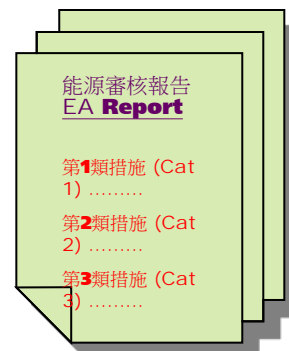 能源審核報告
EA Report
第1類措施 (Cat
1) .........
第2類措施 (Cat
2) .........
第3類措施 (Cat
3) .........